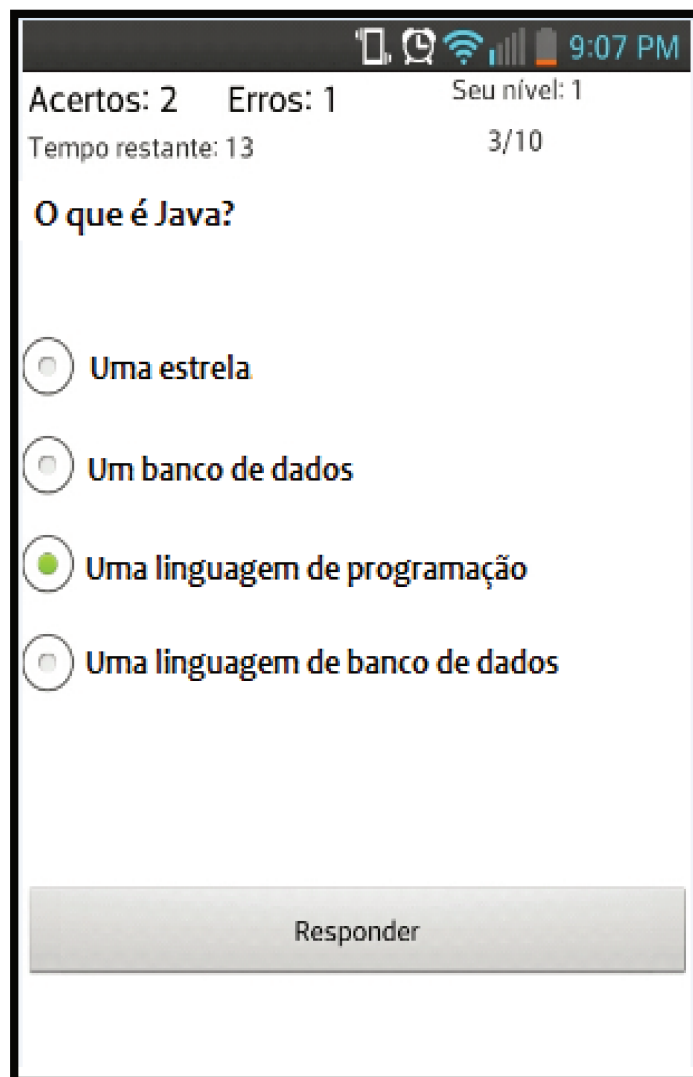 9:07 PM
Acertos: 2 Erros: 1 Seu nível: 1
Tempo restante: 13 3/10
O que é Java?
Uma estrela
Um banco de dados
Uma linguagem de programação
Uma linguagem de banco de dados
Responder